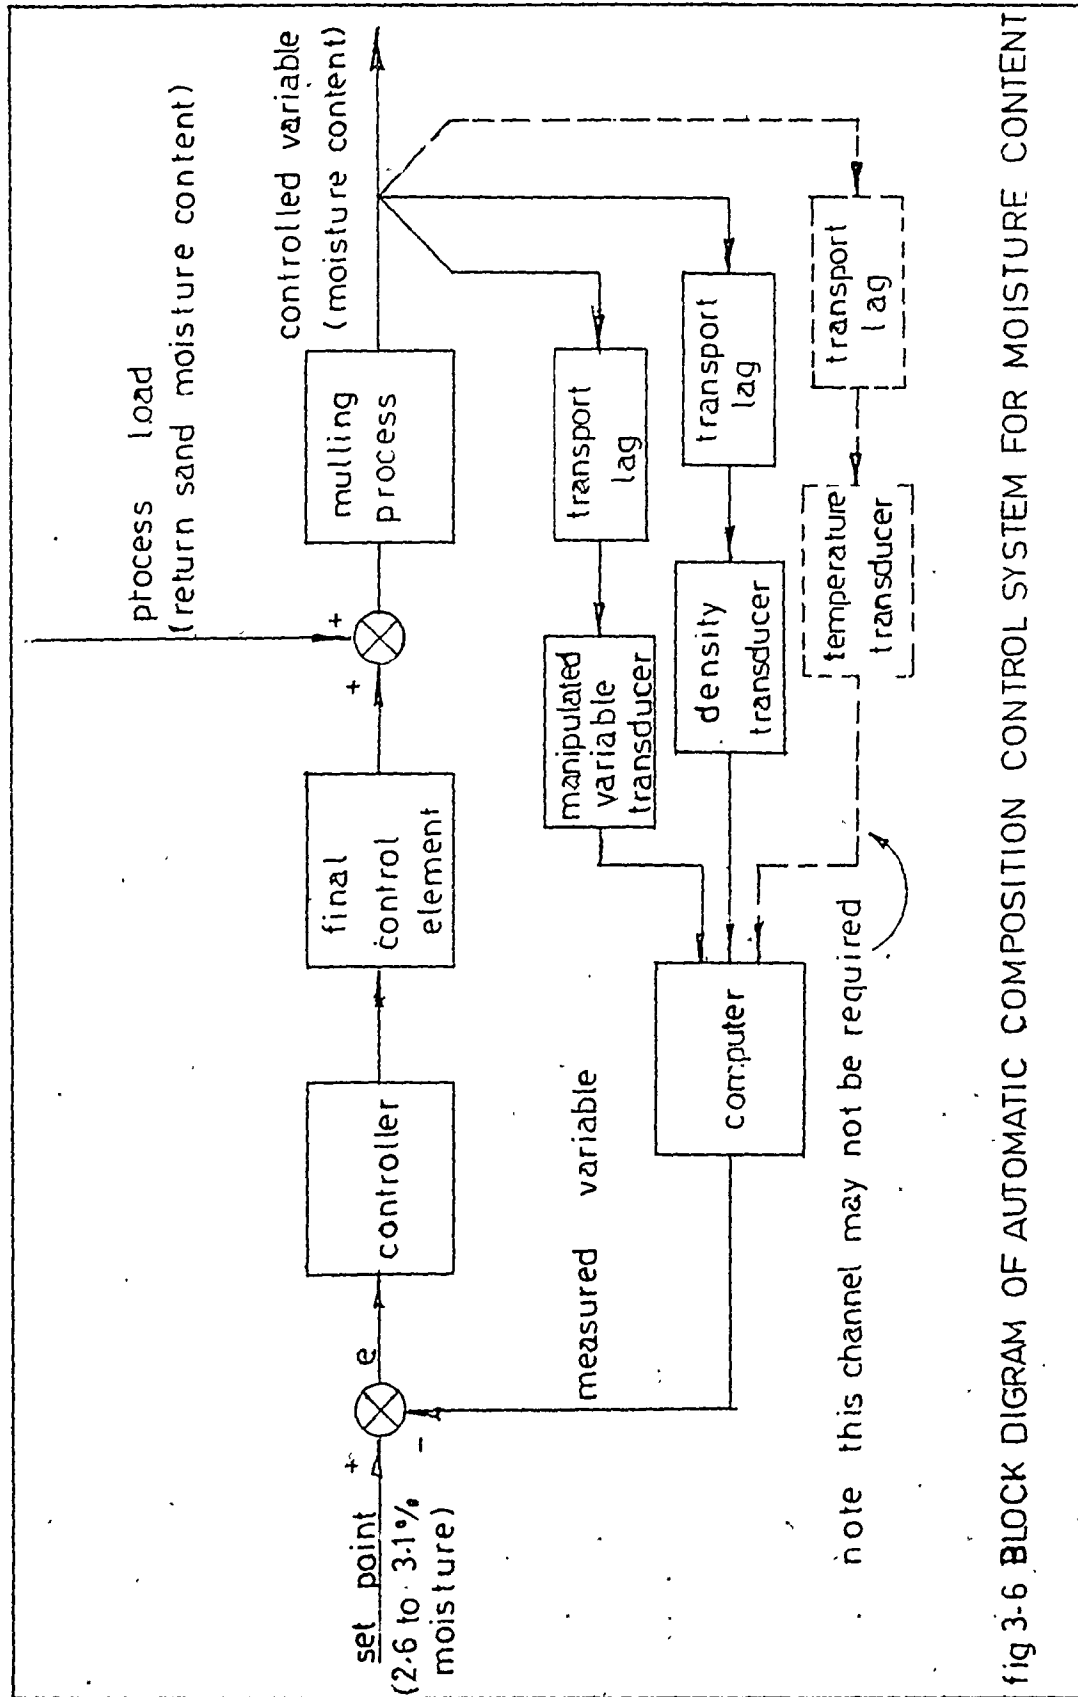 process load
(return sand moisture content)
set point
(2.6 to 3.1%
moisture)
+
-
e
controller
final
control
element
+
+
mulling
process
controlled variable
(moisture content)
transport
lag
manipulated
variable
transducer
transport
lag
density
transducer
transport
lag
temperature
transducer
computer
measured variable
note this channel may not be required
fig 3-6 BLOCK DIGRAM OF AUTOMATIC COMPOSITION CONTROL SYSTEM FOR MOISTURE CONTENT